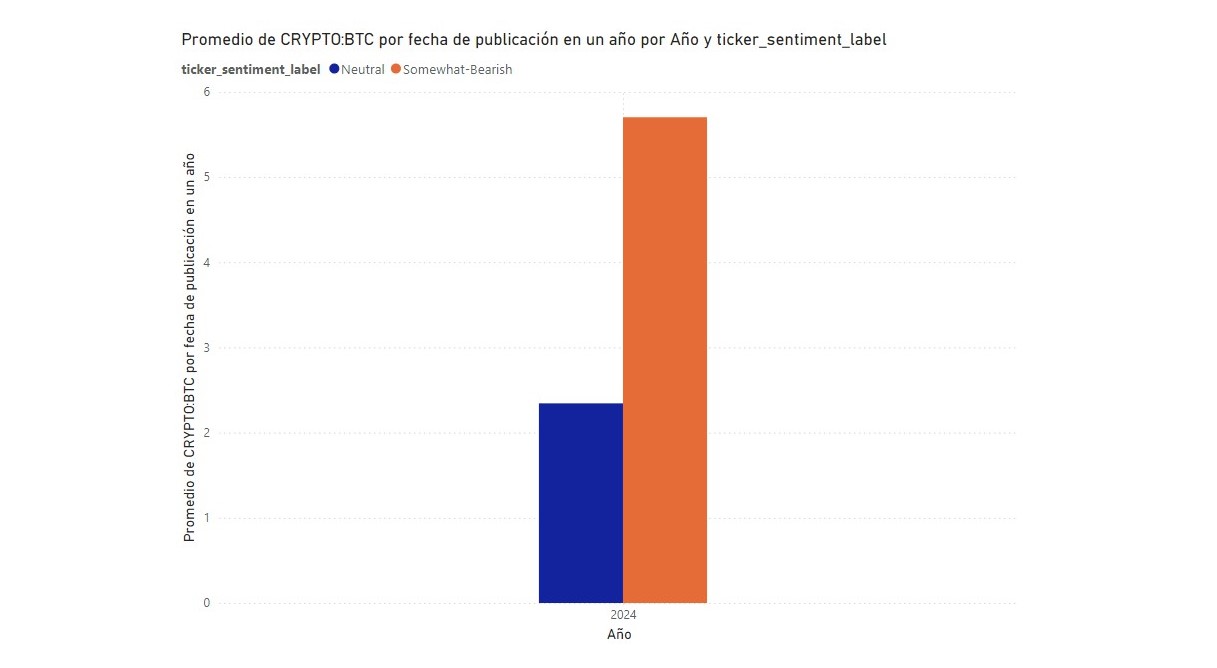 Promedio de CRYPTO:BTC por fecha de publicación en un año por Año y ticker_sentiment_label
ticker_sentiment_label Neutral Somewhat-Bearish
Promedio de CRYPTO:BTC por fecha de publicación en un año
6
5
4
3
2
1
0
2024
Año